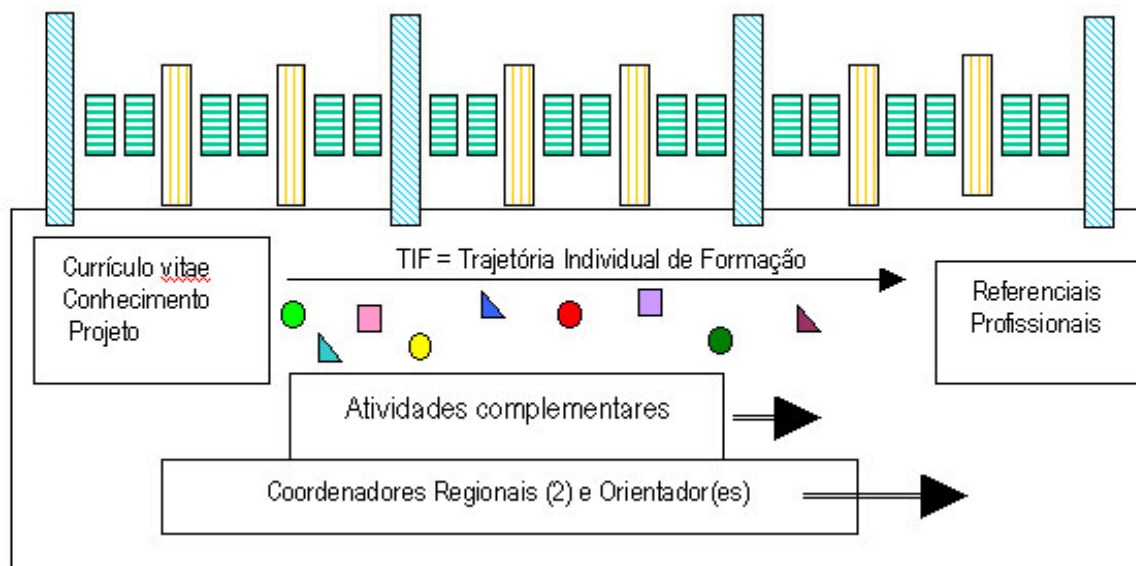 Currículo vitae
Conhecimento
Projeto
TIF = Trajetória Individual de Formação
Referenciais
Profissionais
Atividades complementares
Coordenadores Regionais (2) e Orientador(es)